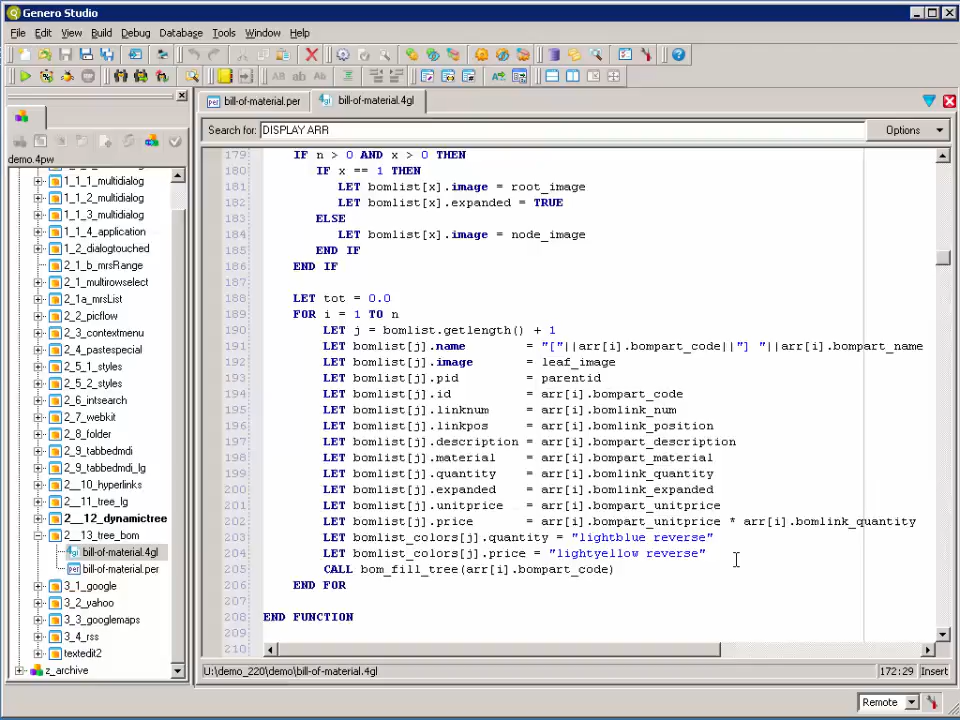 Genero Studio
File Edit View Build Debug Database Tools Window Help
bill-of-material.per bill-of-material.4gl
Search for: DISPLAY ARR Options
demo.4pw
1_1_1_multidialog
1_1_2_multidialog
1_1_3_multidialog
1_1_4_application
1_2_dialogtouched
2_1_b_mrsRange
2_1_multirowselect
2_1a_mrsList
2_2_picflow
2_3_contextmenu
2_4_pastespecial
2_5_1_styles
2_5_2_styles
2_6_intsearch
2_7_webkit
2_8_folder
2_9_tabbedmdi
2_9_tabbedmdi_lg
2__10_hyperlinks
2__11_tree_lg
2__12_dynamictree
2__13_tree_bom
bill-of-material.4gl
bill-of-material.per
3_1_google
3_2_yahoo
3_3_googlemaps
3_4_rss
textedit2
z_archive
179 IF n > 0 AND x > 0 THEN
180 IF x == 1 THEN
181 LET bomlist[x].image = root_image
182 LET bomlist[x].expanded = TRUE
183 ELSE
184 LET bomlist[x].image = node_image
185 END IF
186 END IF
187
188 LET tot = 0.0
189 FOR i = 1 TO n
190 LET j = bomlist.getlength() + 1
191 LET bomlist[j].name = "["||arr[i].bompart_code||"] "||arr[i].bompart_name
192 LET bomlist[j].image = leaf_image
193 LET bomlist[j].pid = parentid
194 LET bomlist[j].id = arr[i].bompart_code
195 LET bomlist[j].linknum = arr[i].bomlink_num
196 LET bomlist[j].linkpos = arr[i].bomlink_position
197 LET bomlist[j].description = arr[i].bompart_description
198 LET bomlist[j].material = arr[i].bompart_material
199 LET bomlist[j].quantity = arr[i].bomlink_quantity
200 LET bomlist[j].expanded = arr[i].bomlink_expanded
201 LET bomlist[j].unitprice = arr[i].bompart_unitprice
202 LET bomlist[j].price = arr[i].bompart_unitprice * arr[i].bomlink_quantity
203 LET bomlist_colors[j].quantity = "lightblue reverse"
204 LET bomlist_colors[j].price = "lightyellow reverse"
205 CALL bom_fill_tree(arr[i].bompart_code)
206 END FOR
207
208 END FUNCTION
209
210
U:\demo_220\demo\bill-of-material.4gl 172:29 Insert
Remote